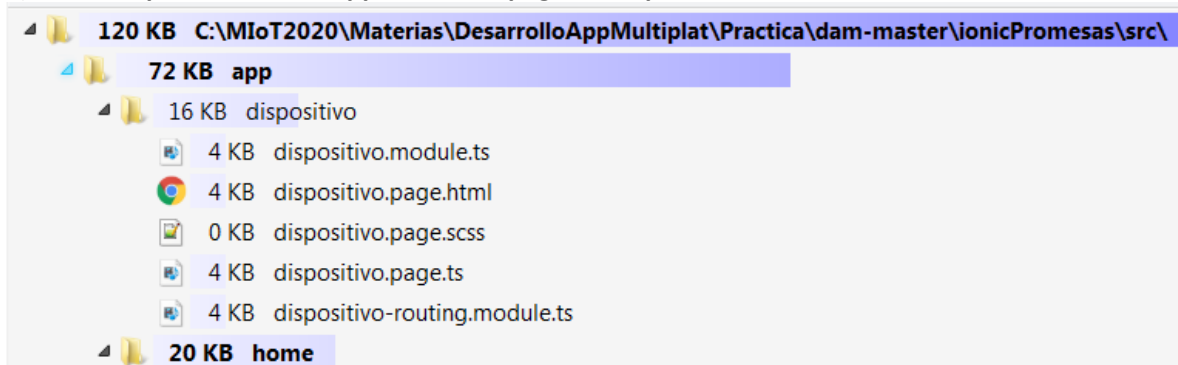 120 KB C:\MIoT2020\Materias\DesarrolloAppMultiplat\Practica\dam-master\ionicPromesas\src\
72 KB app
16 KB dispositivo
4 KB dispositivo.module.ts
4 KB dispositivo.page.html
0 KB dispositivo.page.scss
4 KB dispositivo.page.ts
4 KB dispositivo-routing.module.ts
20 KB home